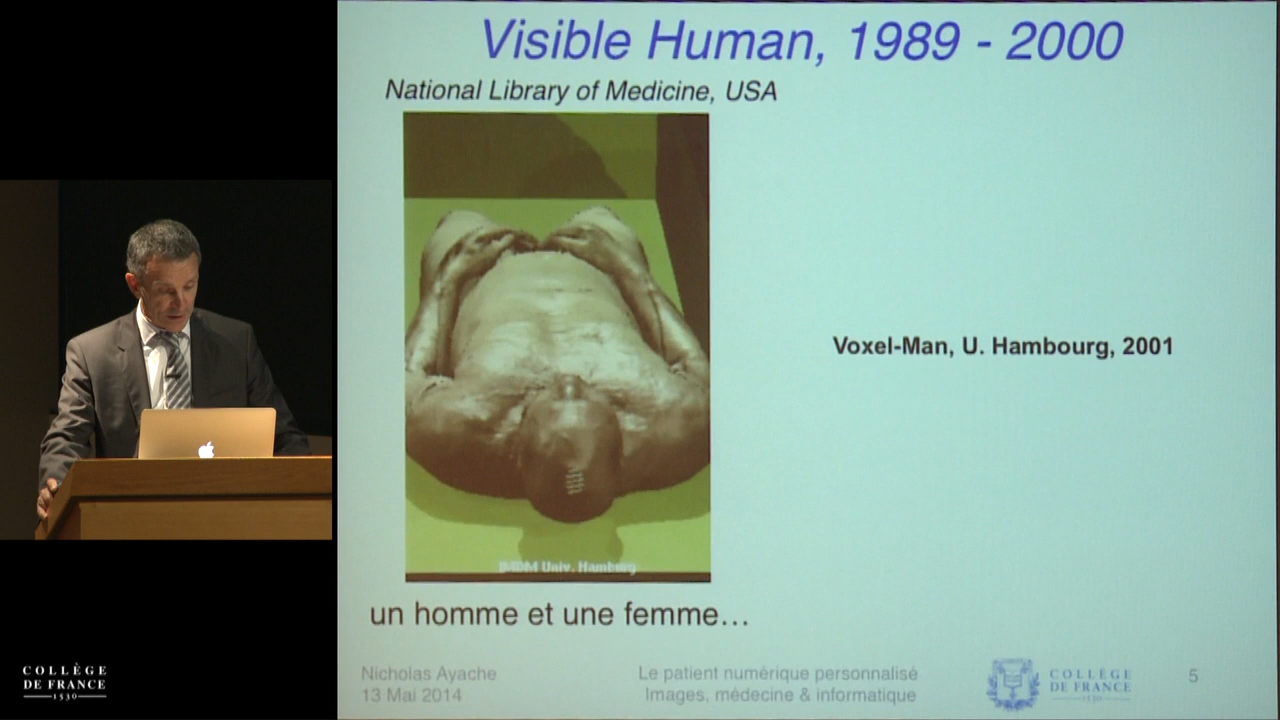 Visible Human, 1989 - 2000
National Library of Medicine, USA
Voxel-Man, U. Hambourg, 2001
IMDM Univ. Hamburg
un homme et une femme...
Nicholas Ayache
13 Mai 2014
Le patient numérique personnalisé
Images, médecine & informatique
COLLÈGE
DE FRANCE
1530
5
COLLÈGE
DE FRANCE
1530